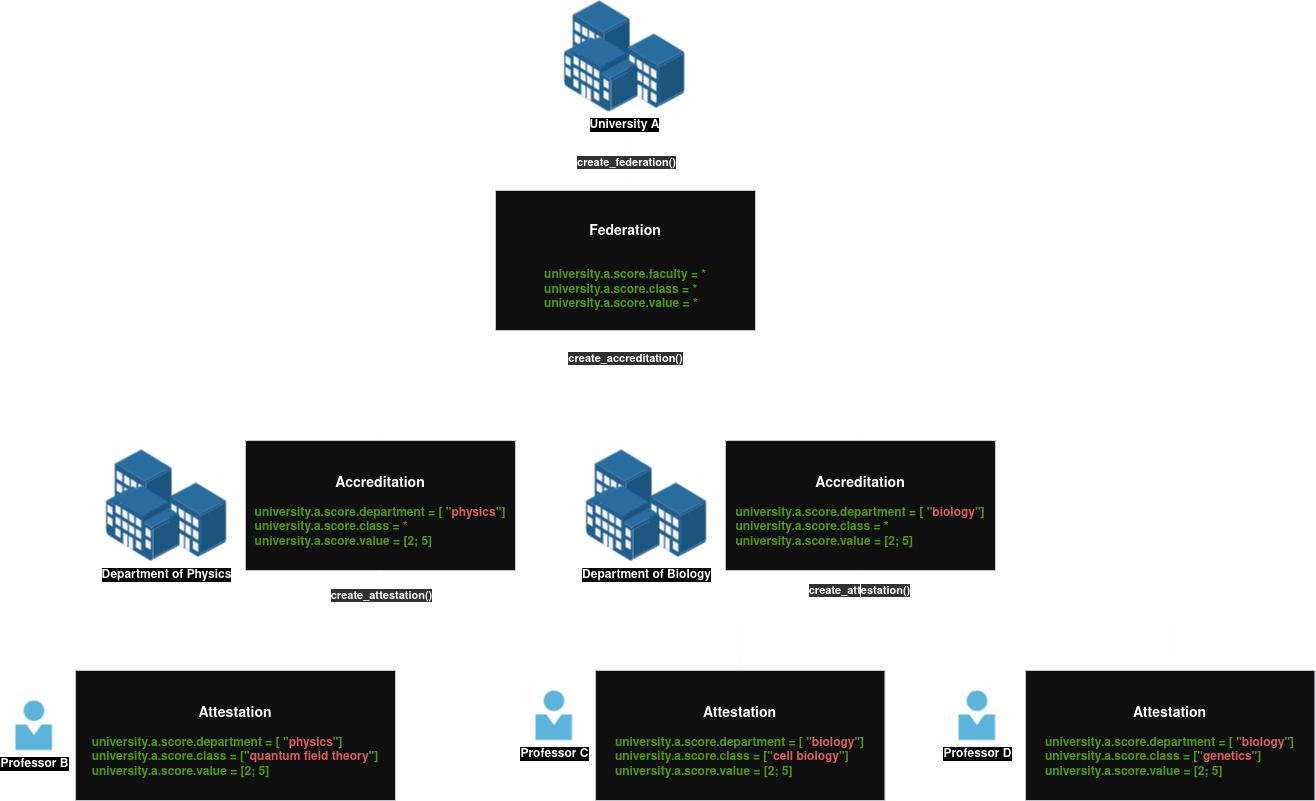 University A
create_federation()
Federation
university.a.score.faculty = *
university.a.score.class = *
university.a.score.value = *
create_accreditation()
Department of Physics
Accreditation
university.a.score.department = [ "physics"]
university.a.score.class = *
university.a.score.value = [2; 5]
create_attestation()
Department of Biology
Accreditation
university.a.score.department = [ "biology"]
university.a.score.class = *
university.a.score.value = [2; 5]
create_attestation()
Professor B
Attestation
university.a.score.department = [ "physics"]
university.a.score.class = ["quantum field theory"]
university.a.score.value = [2; 5]
Professor C
Attestation
university.a.score.department = [ "biology"]
university.a.score.class = ["cell biology"]
university.a.score.value = [2; 5]
Professor D
Attestation
university.a.score.department = [ "biology"]
university.a.score.class = ["genetics"]
university.a.score.value = [2; 5]